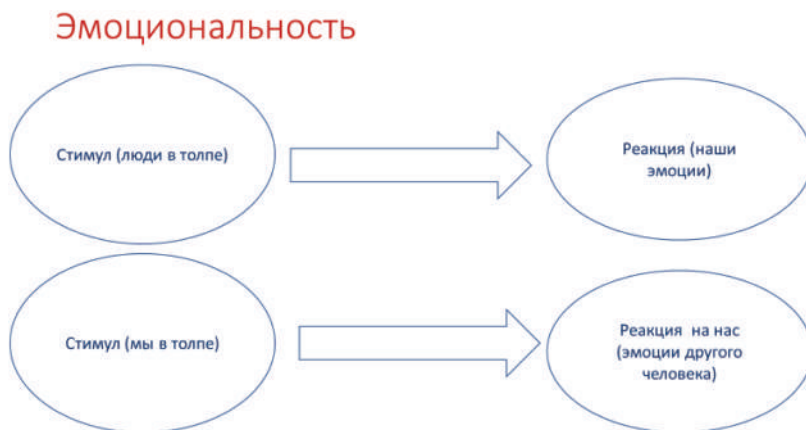 Эмоциональность
Стимул (люди в толпе)
Реакция (наши
эмоции)
Стимул (мы в толпе)
Реакция на нас
(эмоции другого
человека)